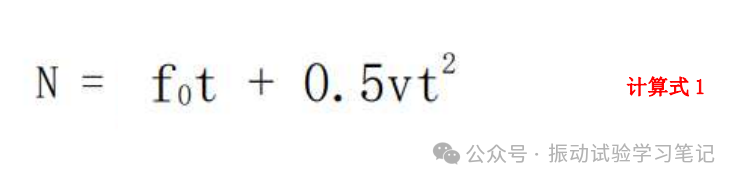 N = f₀t + 0.5vt² 计算式 1
公众号 · 振动试验学习笔记